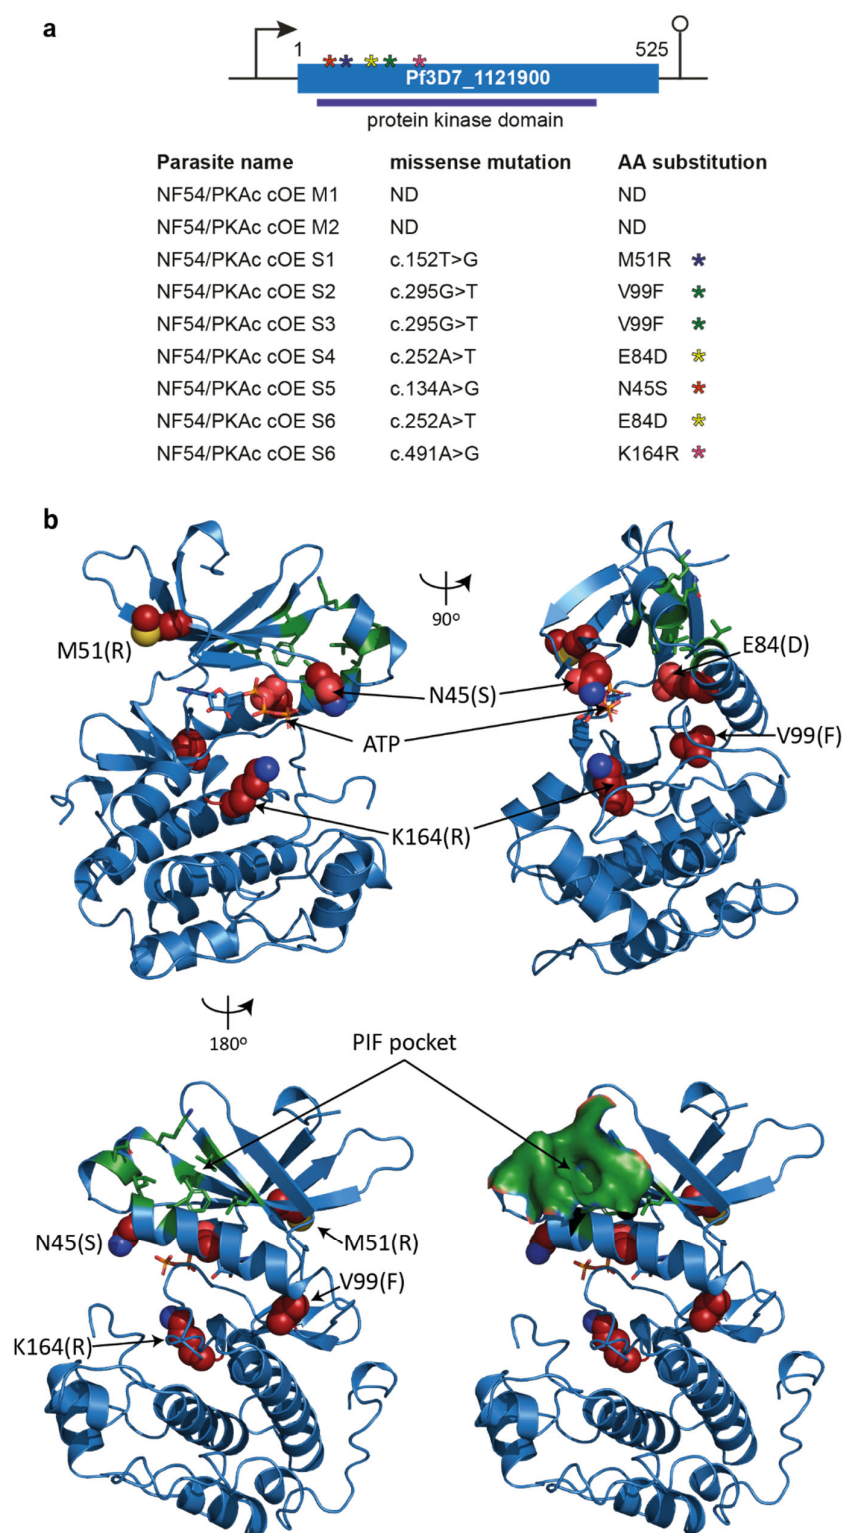 a
1
525
Pf3D7_1121900
protein kinase domain
Parasite name missense mutation AA substitution
NF54/PKAc cOE M1 ND ND
NF54/PKAc cOE M2 ND ND
NF54/PKAc cOE S1 c.152T>G M51R *
NF54/PKAc cOE S2 c.295G>T V99F *
NF54/PKAc cOE S3 c.295G>T V99F *
NF54/PKAc cOE S4 c.252A>T E84D *
NF54/PKAc cOE S5 c.134A>G N45S *
NF54/PKAc cOE S6 c.252A>T E84D *
NF54/PKAc cOE S6 c.491A>G K164R *
b
90º
M51(R)
E84(D)
N45(S)
ATP
V99(F)
K164(R)
180º
PIF pocket
N45(S)
M51(R)
V99(F)
K164(R)